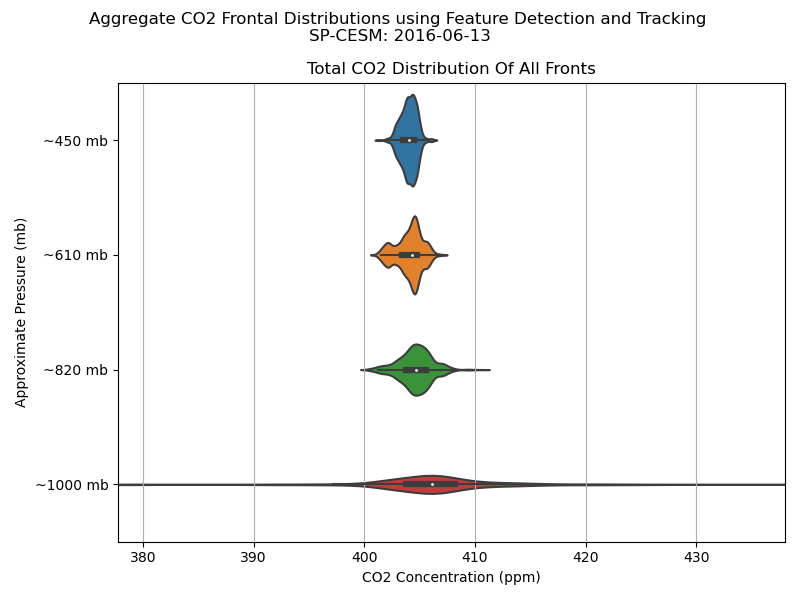 Aggregate CO2 Frontal Distributions using Feature Detection and Tracking
SP-CESM: 2016-06-13
Total CO2 Distribution Of All Fronts
Approximate Pressure (mb)
~450 mb
~610 mb
~820 mb
~1000 mb
380 390 400 410 420 430
CO2 Concentration (ppm)